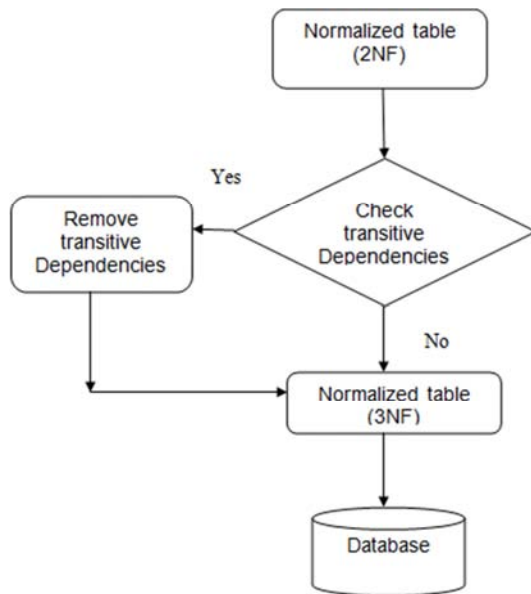 Normalized table
(2NF)
Yes
Check
transitive
Dependencies
Remove
transitive
Dependencies
No
Normalized table
(3NF)
Database